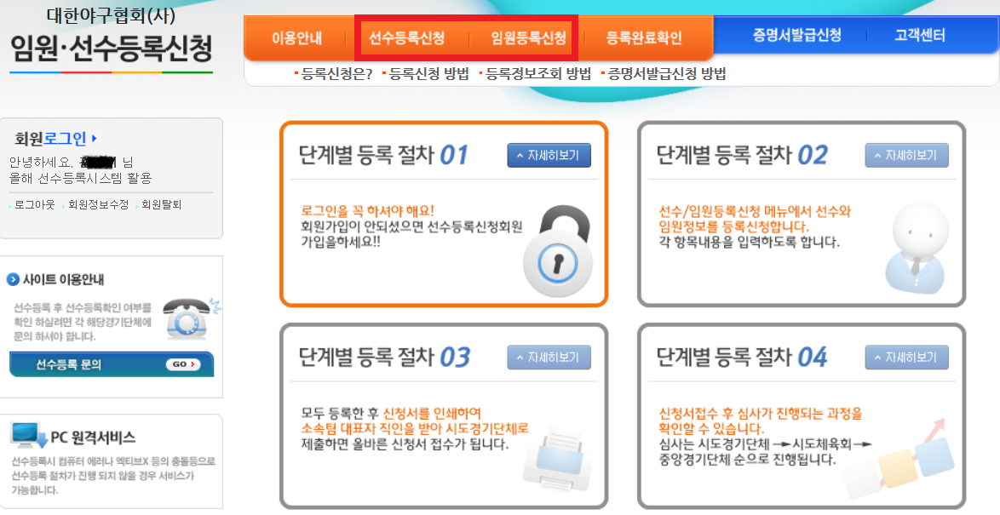 대한야구협회(사)
임원·선수등록신청
이용안내
선수등록신청
임원등록신청
등록완료확인
증명서발급신청
고객센터
등록신청은? 등록신청 방법 등록정보조회 방법 증명서발급신청 방법
회원로그인
안녕하세요. 님
올해 선수등록시스템 활용
로그아웃 회원정보수정 회원탈퇴
사이트 이용안내
선수등록 후 선수등록확인 여부를
확인 하실려면 각 해당경기단체에
문의 하셔야 합니다.
선수등록 문의 GO
PC 원격서비스
선수등록시 컴퓨터 에러나 엑티브X 등의 충돌등으로
선수등록 절차가 진행 되지 않을 경우 서비스가
가능합니다.
단계별 등록 절차 01 자세히보기
로그인을 꼭 하셔야 해요!
회원가입이 안되셨으면 선수등록신청회원
가입을하세요!!
단계별 등록 절차 02 자세히보기
선수/임원등록신청 메뉴에서 선수와
임원정보를 등록신청합니다.
각 항목내용을 입력하도록 합니다.
단계별 등록 절차 03 자세히보기
모두 등록한 후 신청서를 인쇄하여
소속팀 대표자 직인을 받아 시도경기단체로
제출하면 올바른 신청서 접수가 됩니다.
단계별 등록 절차 04 자세히보기
신청서접수 후 심사가 진행되는 과정을
확인할 수 있습니다.
심사는 시도경기단체 → 시도체육회 →
중앙경기단체 순으로 진행됩니다.